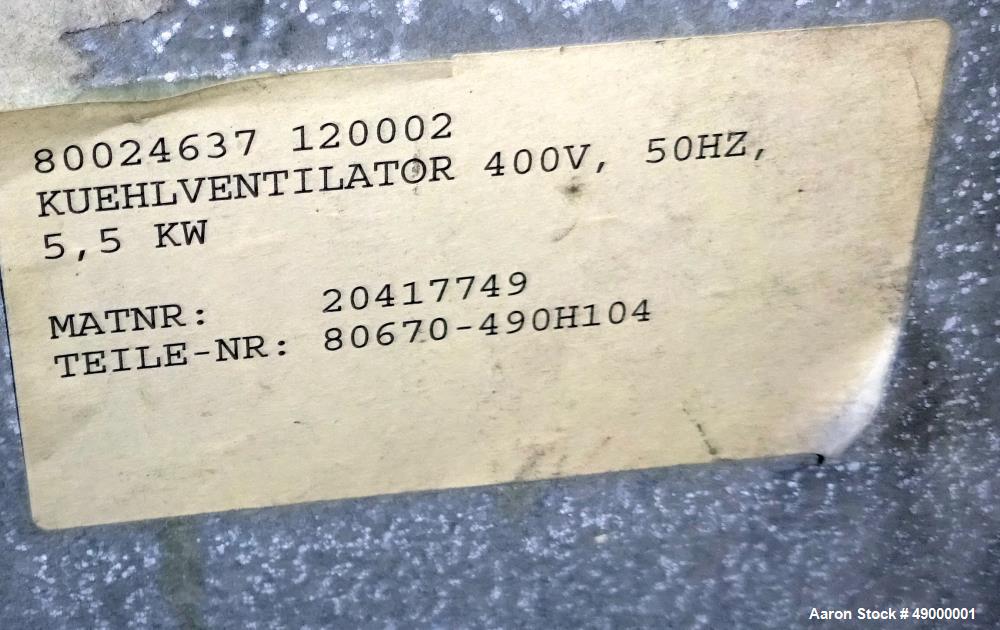 80024637 120002
KUEHLVENTILATOR 400V, 50HZ,
5,5 KW
MATNR: 20417749
TEILE-NR: 80670-490H104
Aaron Stock # 49000001